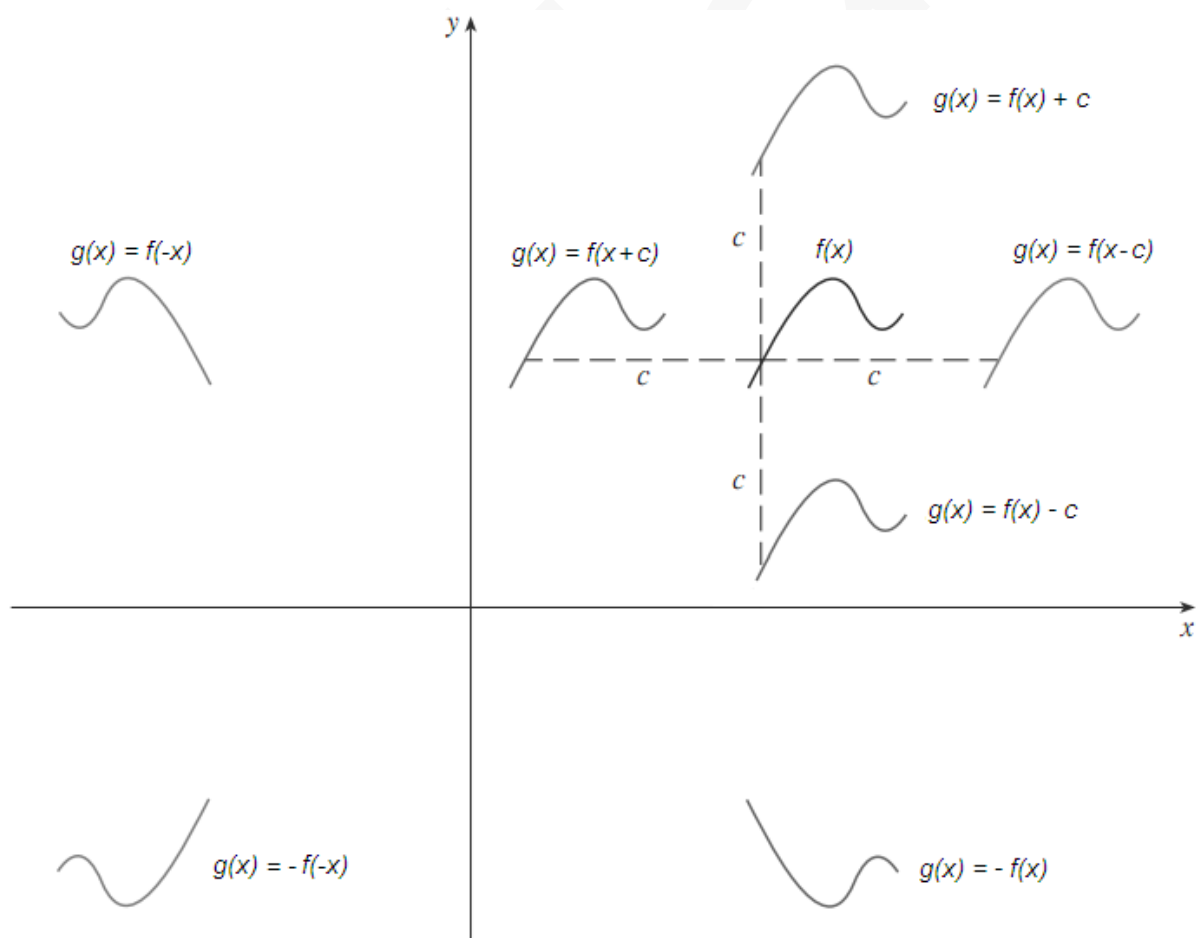 y
g(x) = f(x) + c
c
g(x) = f(-x)
g(x) = f(x+c)
f(x)
g(x) = f(x-c)
c
c
c
g(x) = f(x) - c
x
g(x) = - f(-x)
g(x) = - f(x)